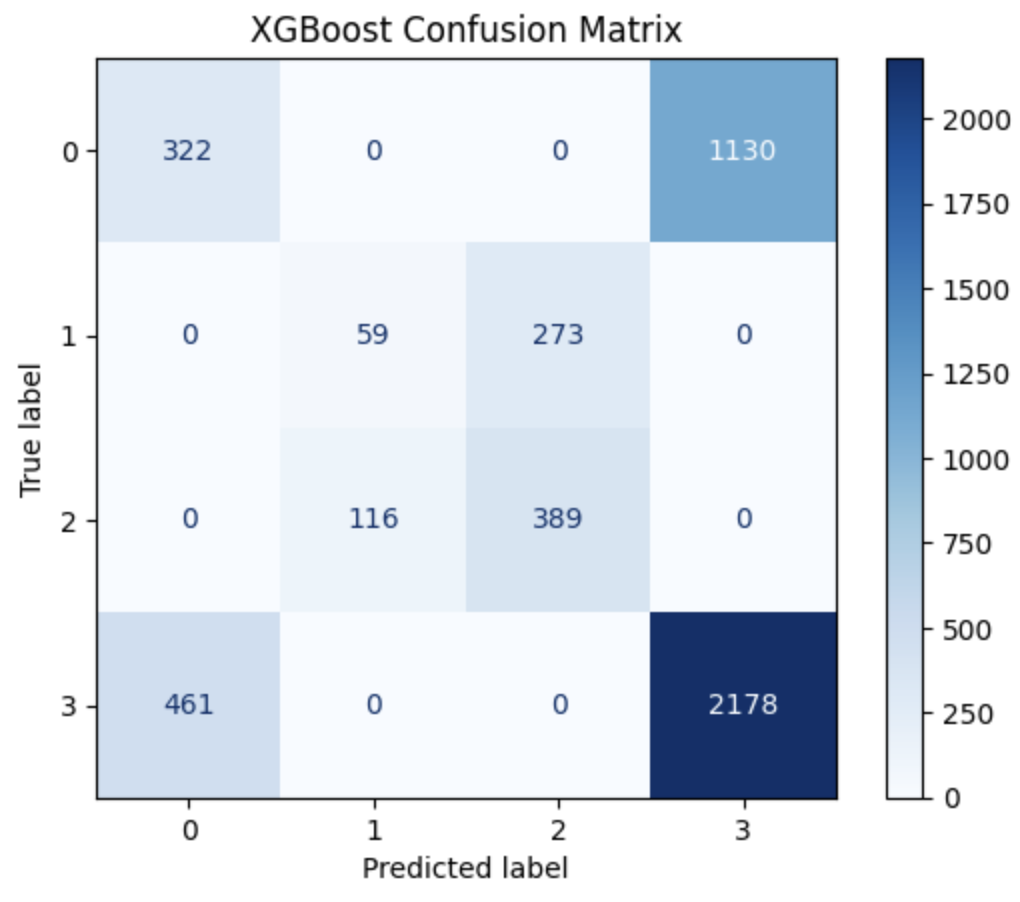 XGBoost Confusion Matrix
0 322 0 0 1130
1 0 59 273 0
2 0 116 389 0
3 461 0 0 2178
0 1 2 3
Predicted label
True label
2000
1750
1500
1250
1000
750
500
250
0